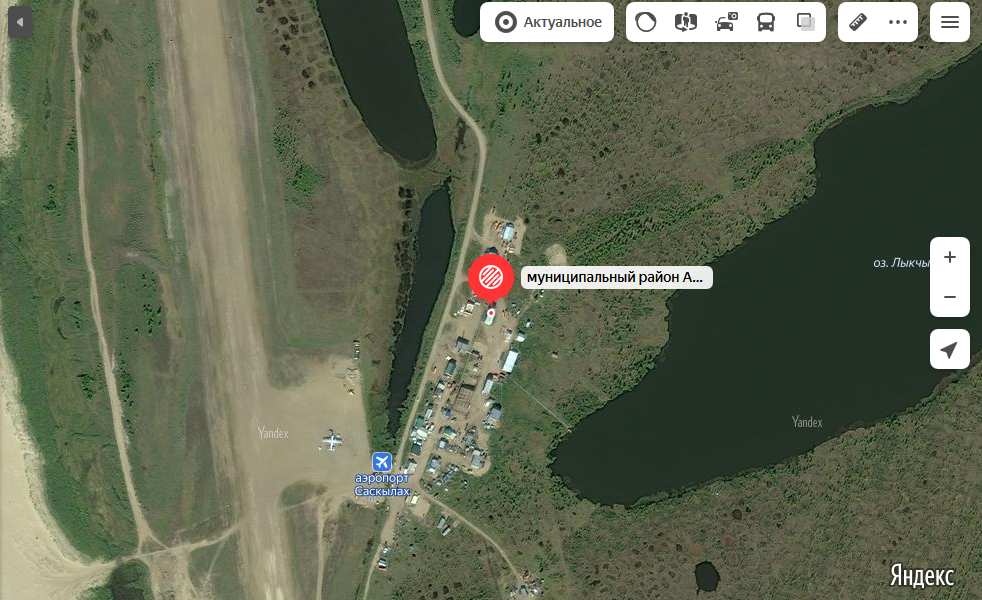 Актуальное
муниципальный район А...
оз. Лыкчы
Yandex
Yandex
аэропорт
Саскылах
Яндекс